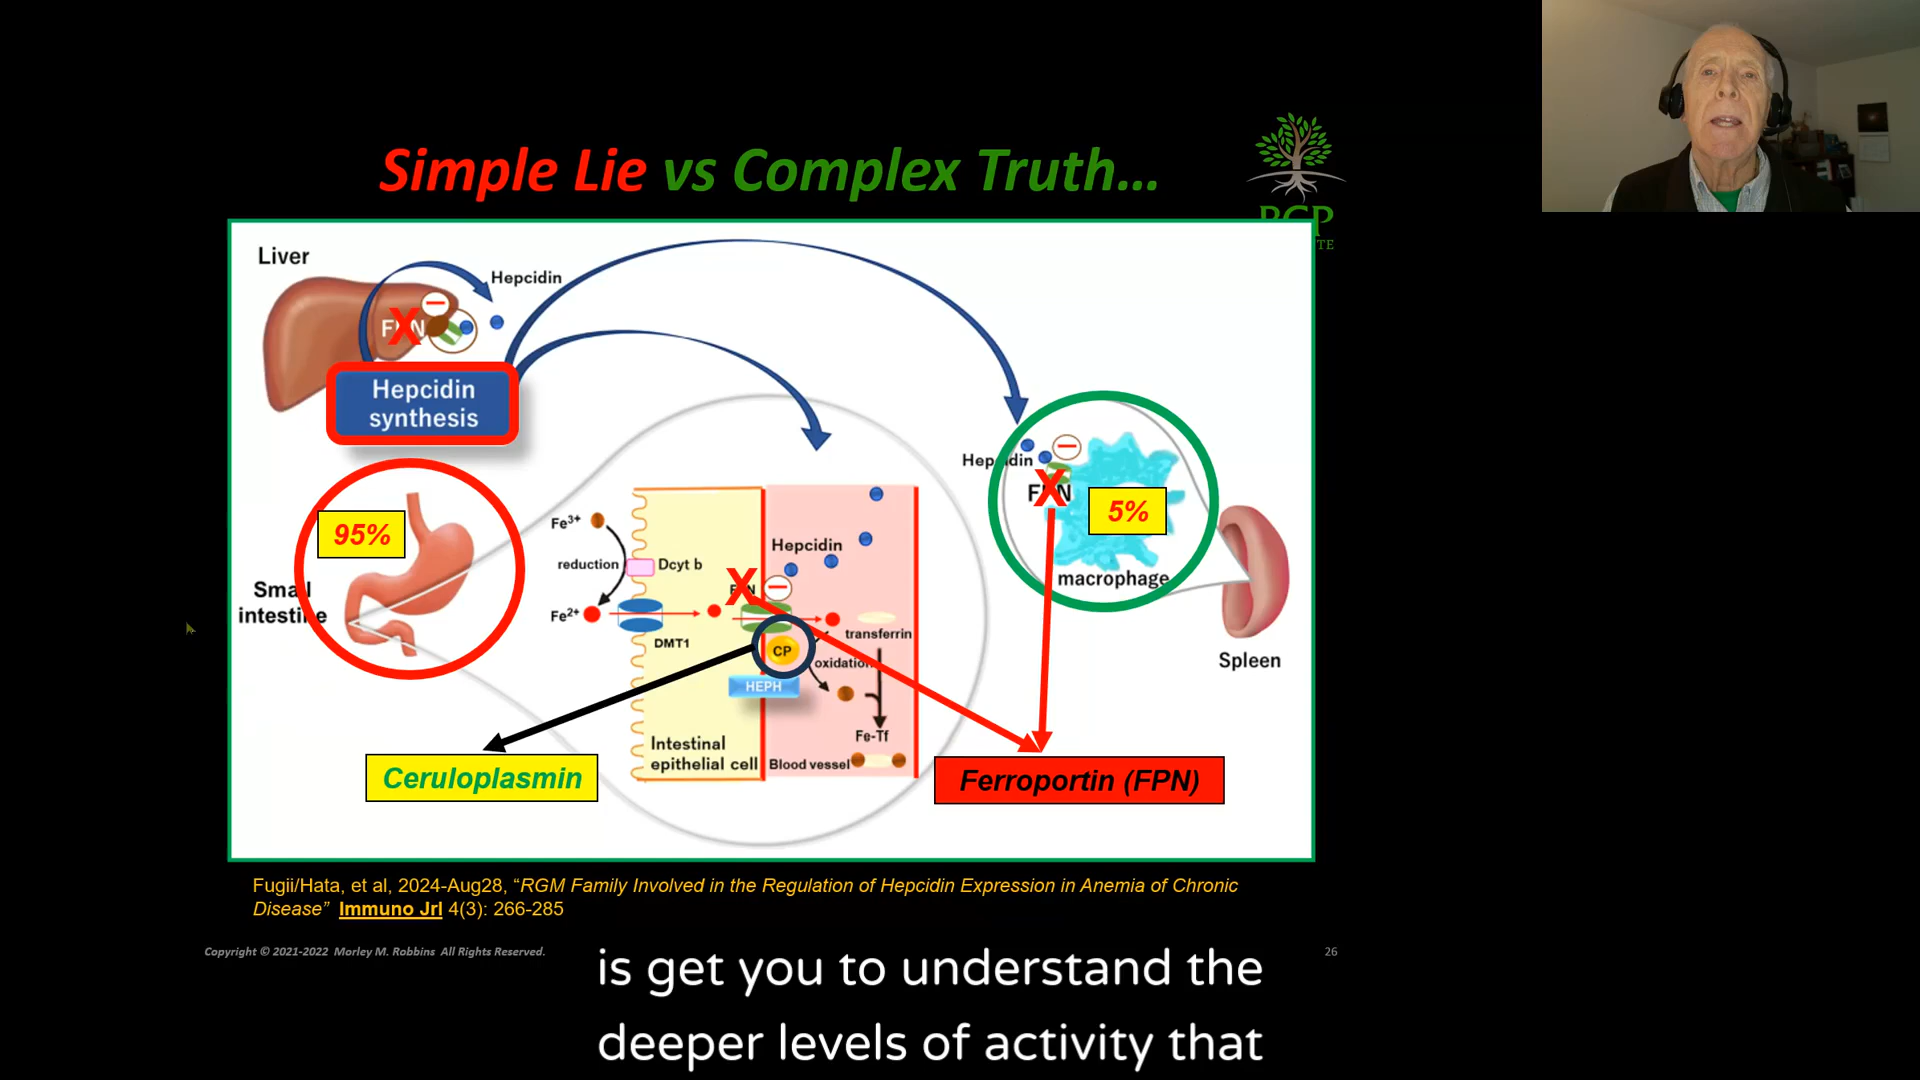 Simple Lie vs Complex Truth...
RGP
TE
Liver
Hepcidin
Hepcidin
synthesis
95%
Small
intestine
Fe3+
reduction
Dcyt b
Fe2+
DMT1
Hepcidin
transferrin
CP
oxidation
HEPH
Fe-Tf
Intestinal
epithelial cell
Blood vessel
Hepcidin
5%
macrophage
Spleen
Ceruloplasmin
Ferroportin (FPN)
Fugii/Hata, et al, 2024-Aug28, “RGM Family Involved in the Regulation of Hepcidin Expression in Anemia of Chronic
Disease” Immuno Jrl 4(3): 266-285
Copyright © 2021-2022 Morley M. Robbins All Rights Reserved.
26
is get you to understand the
deeper levels of activity that